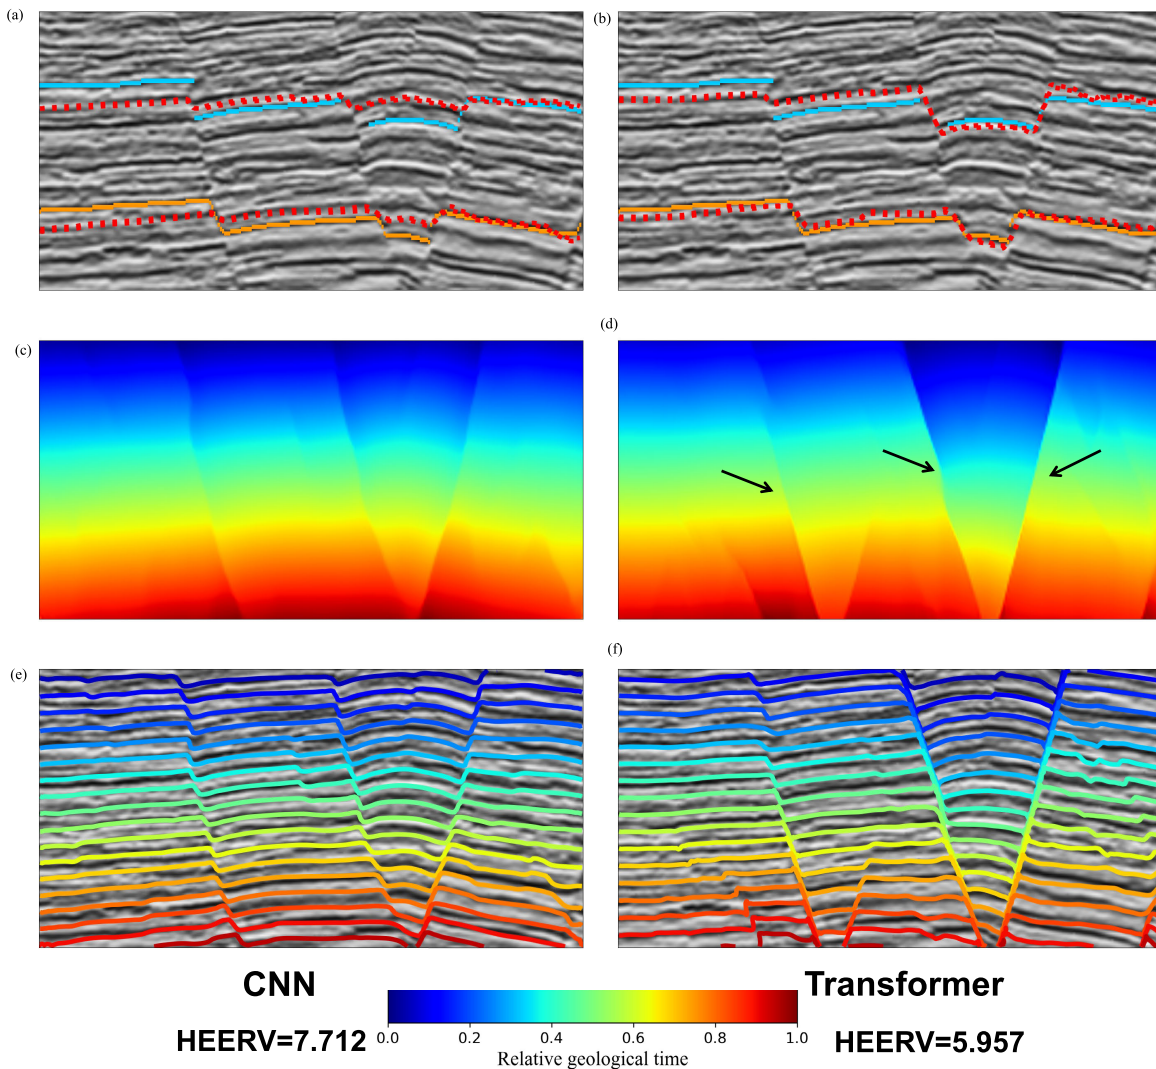 (a)
(b)
(c)
(d)
(e)
(f)
CNN
Transformer
HEERV=7.712
0.0 0.2 0.4 0.6 0.8 1.0
HEERV=5.957
Relative geological time